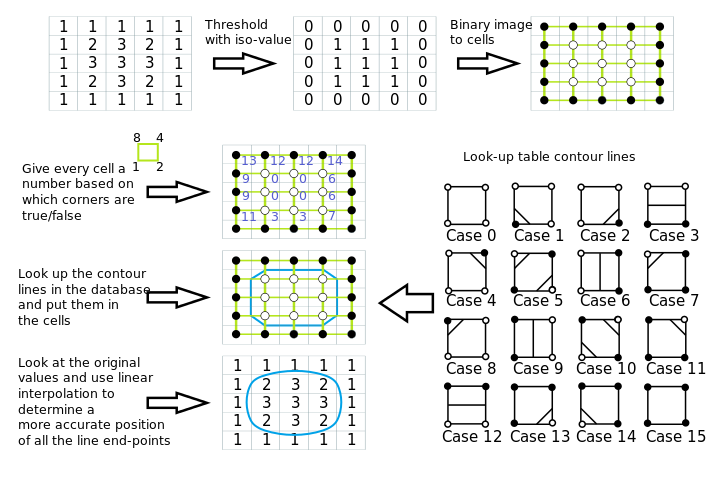 1 1 1 1 1
1 2 3 2 1
1 3 3 3 1
1 2 3 2 1
1 1 1 1 1
Threshold
with iso-value
0 0 0 0 0
0 1 1 1 0
0 1 1 1 0
0 1 1 1 0
0 0 0 0 0
Binary image
to cells
8 4
1 2
Give every cell a
number based on
which corners are
true/false
13 12 12 14
9 0 0 6
9 0 0 6
11 3 3 7
Look up the contour
lines in the database
and put them in
the cells
Look at the original
values and use linear
interpolation to
determine a
more accurate position
of all the line end-points
1 1 1 1 1
1 2 3 2 1
1 3 3 3 1
1 2 3 2 1
1 1 1 1 1
Look-up table contour lines
Case 0 Case 1 Case 2 Case 3
Case 4 Case 5 Case 6 Case 7
Case 8 Case 9 Case 10 Case 11
Case 12 Case 13 Case 14 Case 15